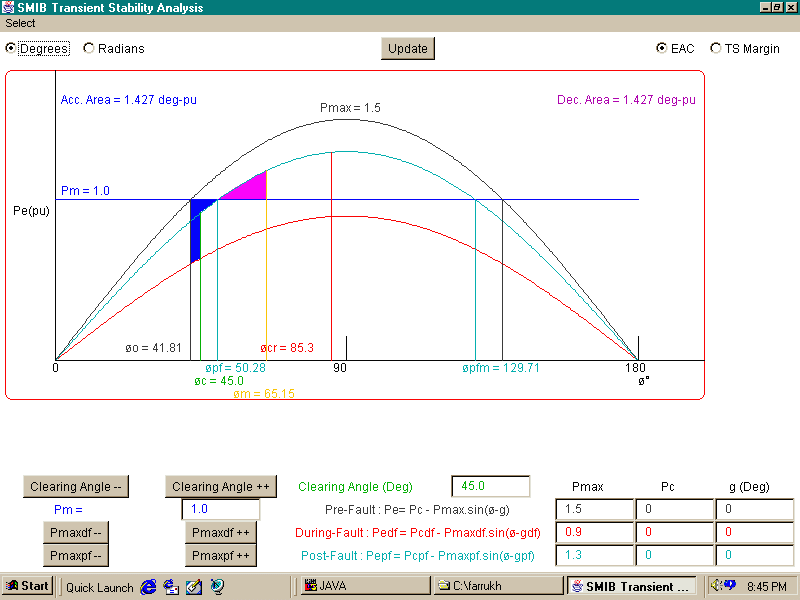 SMIB Transient Stability Analysis
Select
Degrees Radians Update EAC TS Margin
Acc. Area = 1.427 deg-pu Dec. Area = 1.427 deg-pu
Pmax = 1.5
Pm = 1.0
Pe(pu)
øo = 41.81 øcr = 85.3
0 øpf = 50.28 90 øpfm = 129.71 180
øc = 45.0 ø°
øm = 65.15
Clearing Angle -- Clearing Angle ++ Clearing Angle (Deg) 45.0 Pmax Pc g (Deg)
Pm = 1.0 Pre-Fault : Pe= Pc - Pmax.sin(ø-g) 1.5 0 0
Pmaxdf -- Pmaxdf ++ During-Fault : Pedf = Pcdf - Pmaxdf.sin(ø-gdf) 0.9 0 0
Pmaxpf -- Pmaxpf ++ Post-Fault : Pepf = Pcpf - Pmaxpf.sin(ø-gpf) 1.3 0 0
Start Quick Launch JAVA C:\farrukh SMIB Transient ... 8:45 PM